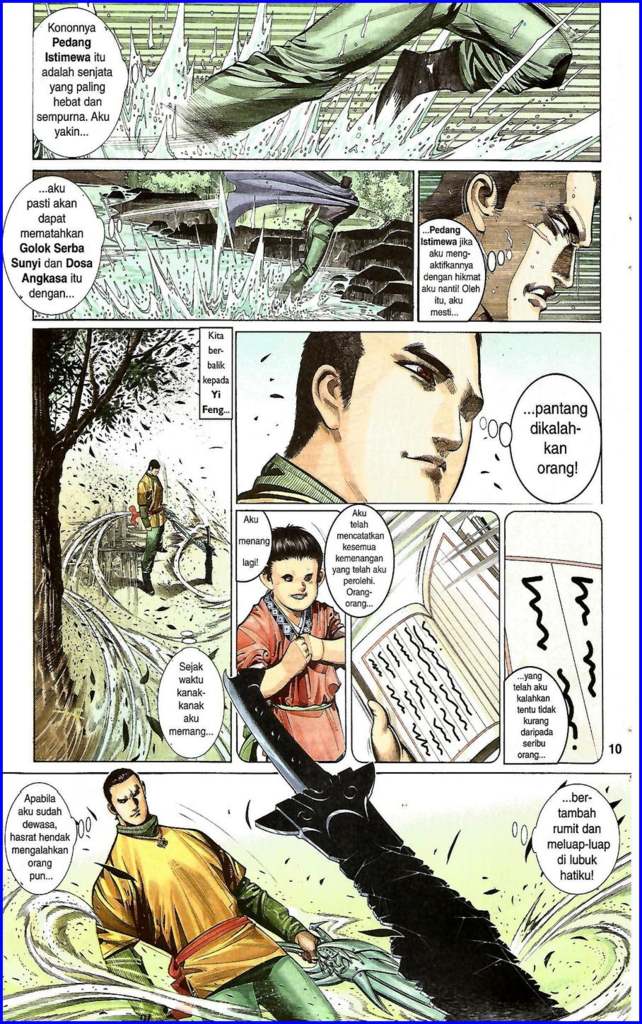 Kononnya
Pedang
Istimewa itu
adalah senjata
yang paling
hebat dan
sempurna. Aku
yakin...
...aku
pasti akan
dapat
mematahkan
Golok Serba
Sunyi dan Dosa
Angkasa itu
dengan...
...Pedang
Istimewa jika
aku meng-
aktifkannya
dengan hikmat
aku nanti! Oleh
itu, aku
mesti...
Kita
ber-
balik
kepada
Yi
Feng...
...pantang
dikalah-
kan
orang!
Sejak
waktu
kanak-
kanak
aku
memang...
Aku
menang
lagi!
Aku
telah
mencatatkan
kesemua
kemenangan
yang telah aku
perolehi.
Orang-
orang...
...yang
telah aku
kalahkan
tentu tidak
kurang
daripada
seribu
orang...
10
Apabila
aku sudah
dewasa,
hasrat hendak
mengalahkan
orang
pun...
...ber-
tambah
rumit dan
meluap-luap
di lubuk
hatiku!